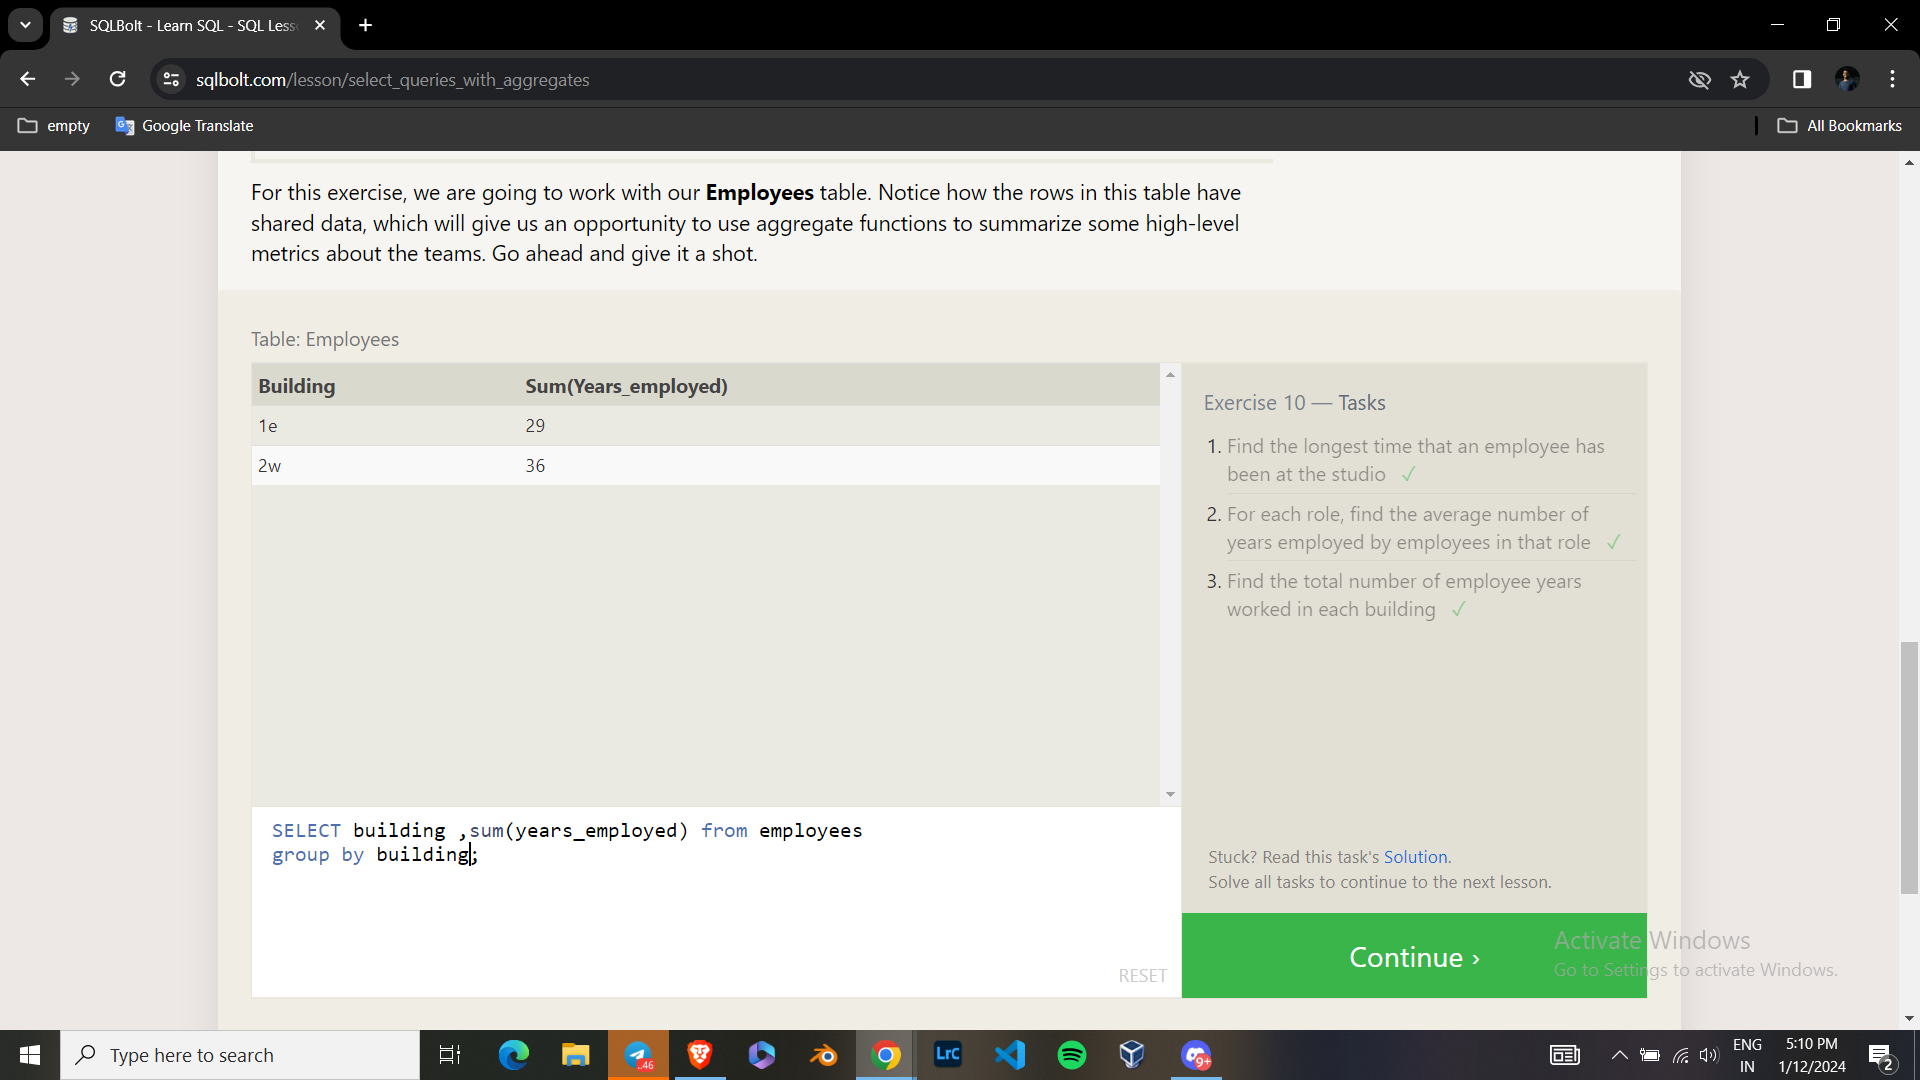 SQLBolt - Learn SQL - SQL Less
sqlbolt.com/lesson/select_queries_with_aggregates
empty
Google Translate
All Bookmarks
For this exercise, we are going to work with our Employees table. Notice how the rows in this table have
shared data, which will give us an opportunity to use aggregate functions to summarize some high-level
metrics about the teams. Go ahead and give it a shot.
Table: Employees
Building Sum(Years_employed)
1e 29
2w 36
Exercise 10 — Tasks
1. Find the longest time that an employee has
been at the studio ✓
2. For each role, find the average number of
years employed by employees in that role ✓
3. Find the total number of employee years
worked in each building ✓
SELECT building ,sum(years_employed) from employees
group by building;
RESET
Stuck? Read this task's Solution.
Solve all tasks to continue to the next lesson.
Continue ›
Activate Windows
Go to Settings to activate Windows.
Type here to search
46
LrC
9+
ENG
IN
5:10 PM
1/12/2024
2